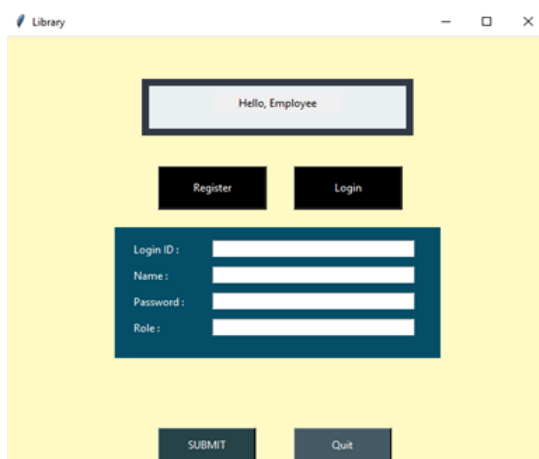 Library
Hello, Employee
Register Login
Login ID :
Name :
Password :
Role :
SUBMIT Quit